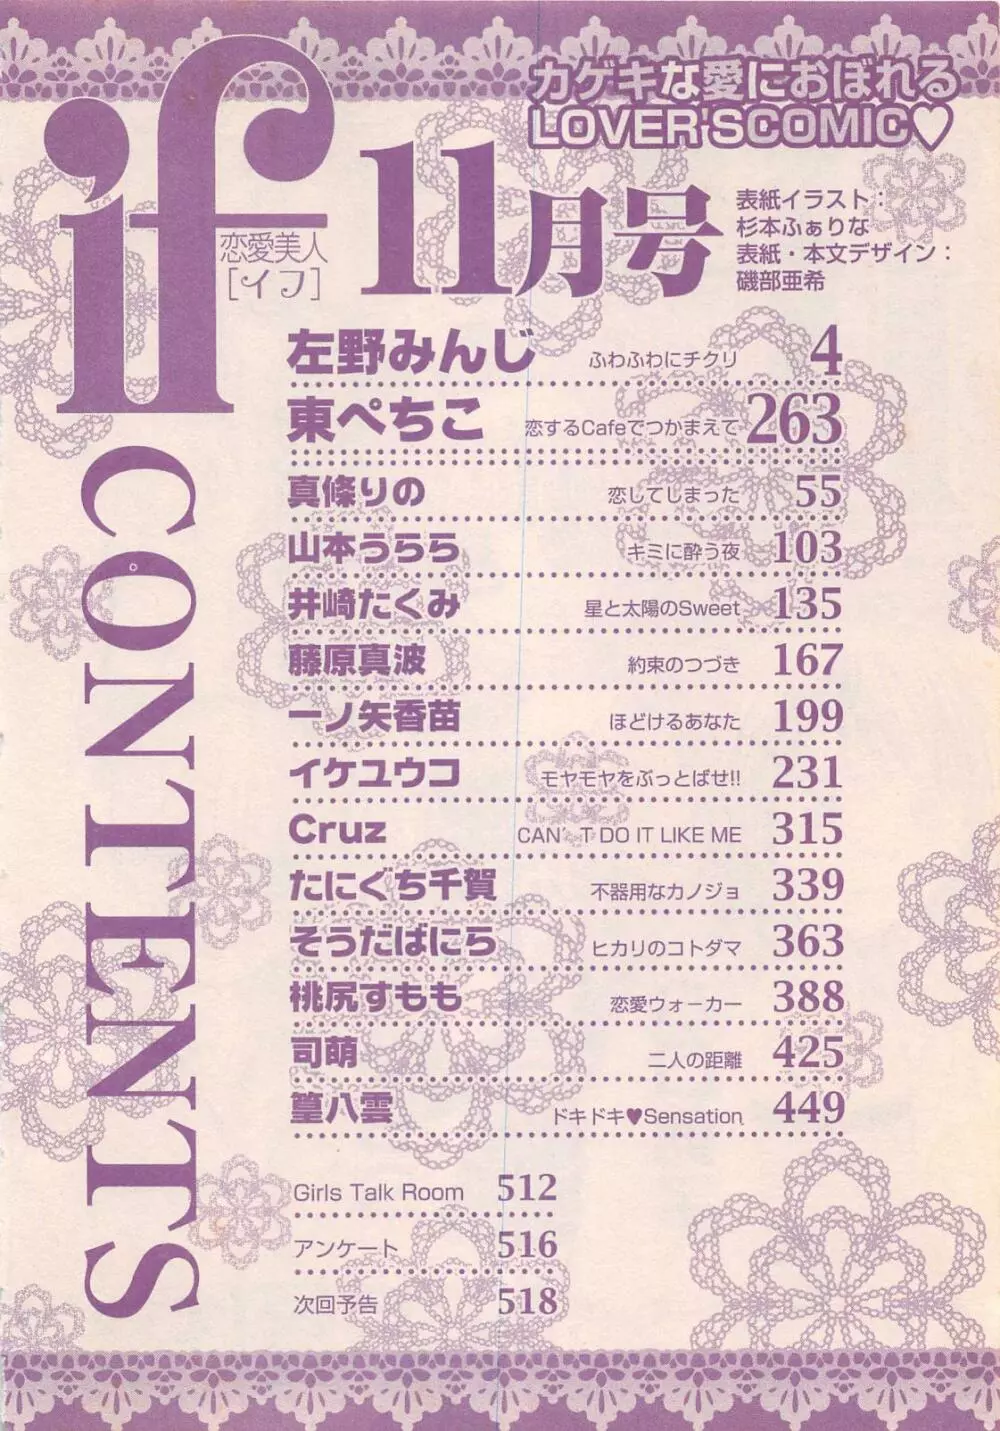 カゲキな愛におぼれる
LOVER'SCOMIC♥
if
恋愛美人
[イフ]
11月号
表紙イラスト：
杉本ふぁりな
表紙・本文デザイン：
磯部亜希
CONTENTS
左野みんじ ふわふわにチクリ 4
東ぺちこ 恋するCafeでつかまえて 263
真條りの 恋してしまった 55
山本うらら キミに酔う夜 103
井崎たくみ 星と太陽のSweet 135
藤原真波 約束のつづき 167
一ノ矢香苗 ほどけるあなた 199
イケユウコ モヤモヤをぶっとばせ!! 231
Cruz CAN'T DO IT LIKE ME 315
たにぐち千賀 不器用なカノジョ 339
そうだばにら ヒカリのコトダマ 363
桃尻すもも 恋愛ウォーカー 388
司萌 二人の距離 425
篁八雲 ドキドキ♥Sensation 449
Girls Talk Room 512
アンケート 516
次回予告 518